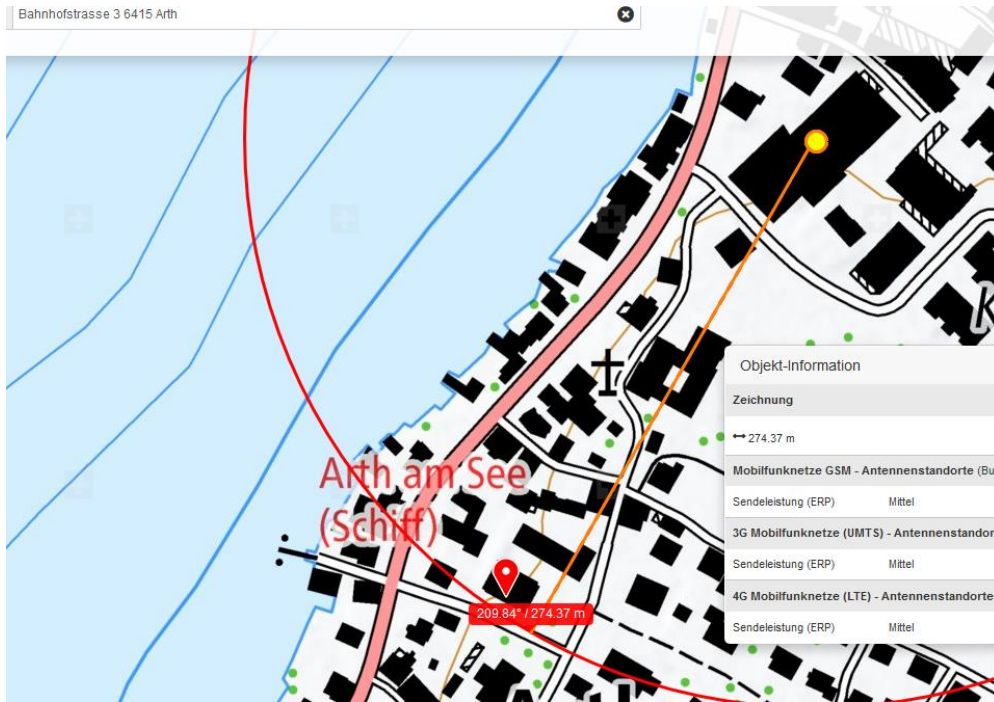 Bahnhofstrasse 3 6415 Arth
Arth am See
(Schiff)
209.84° / 274.37 m
Objekt-Information
Zeichnung
↔ 274.37 m
Mobilfunknetze GSM - Antennenstandorte (Bu
Sendeleistung (ERP) Mittel
3G Mobilfunknetze (UMTS) - Antennenstandor
Sendeleistung (ERP) Mittel
4G Mobilfunknetze (LTE) - Antennenstandorte
Sendeleistung (ERP) Mittel